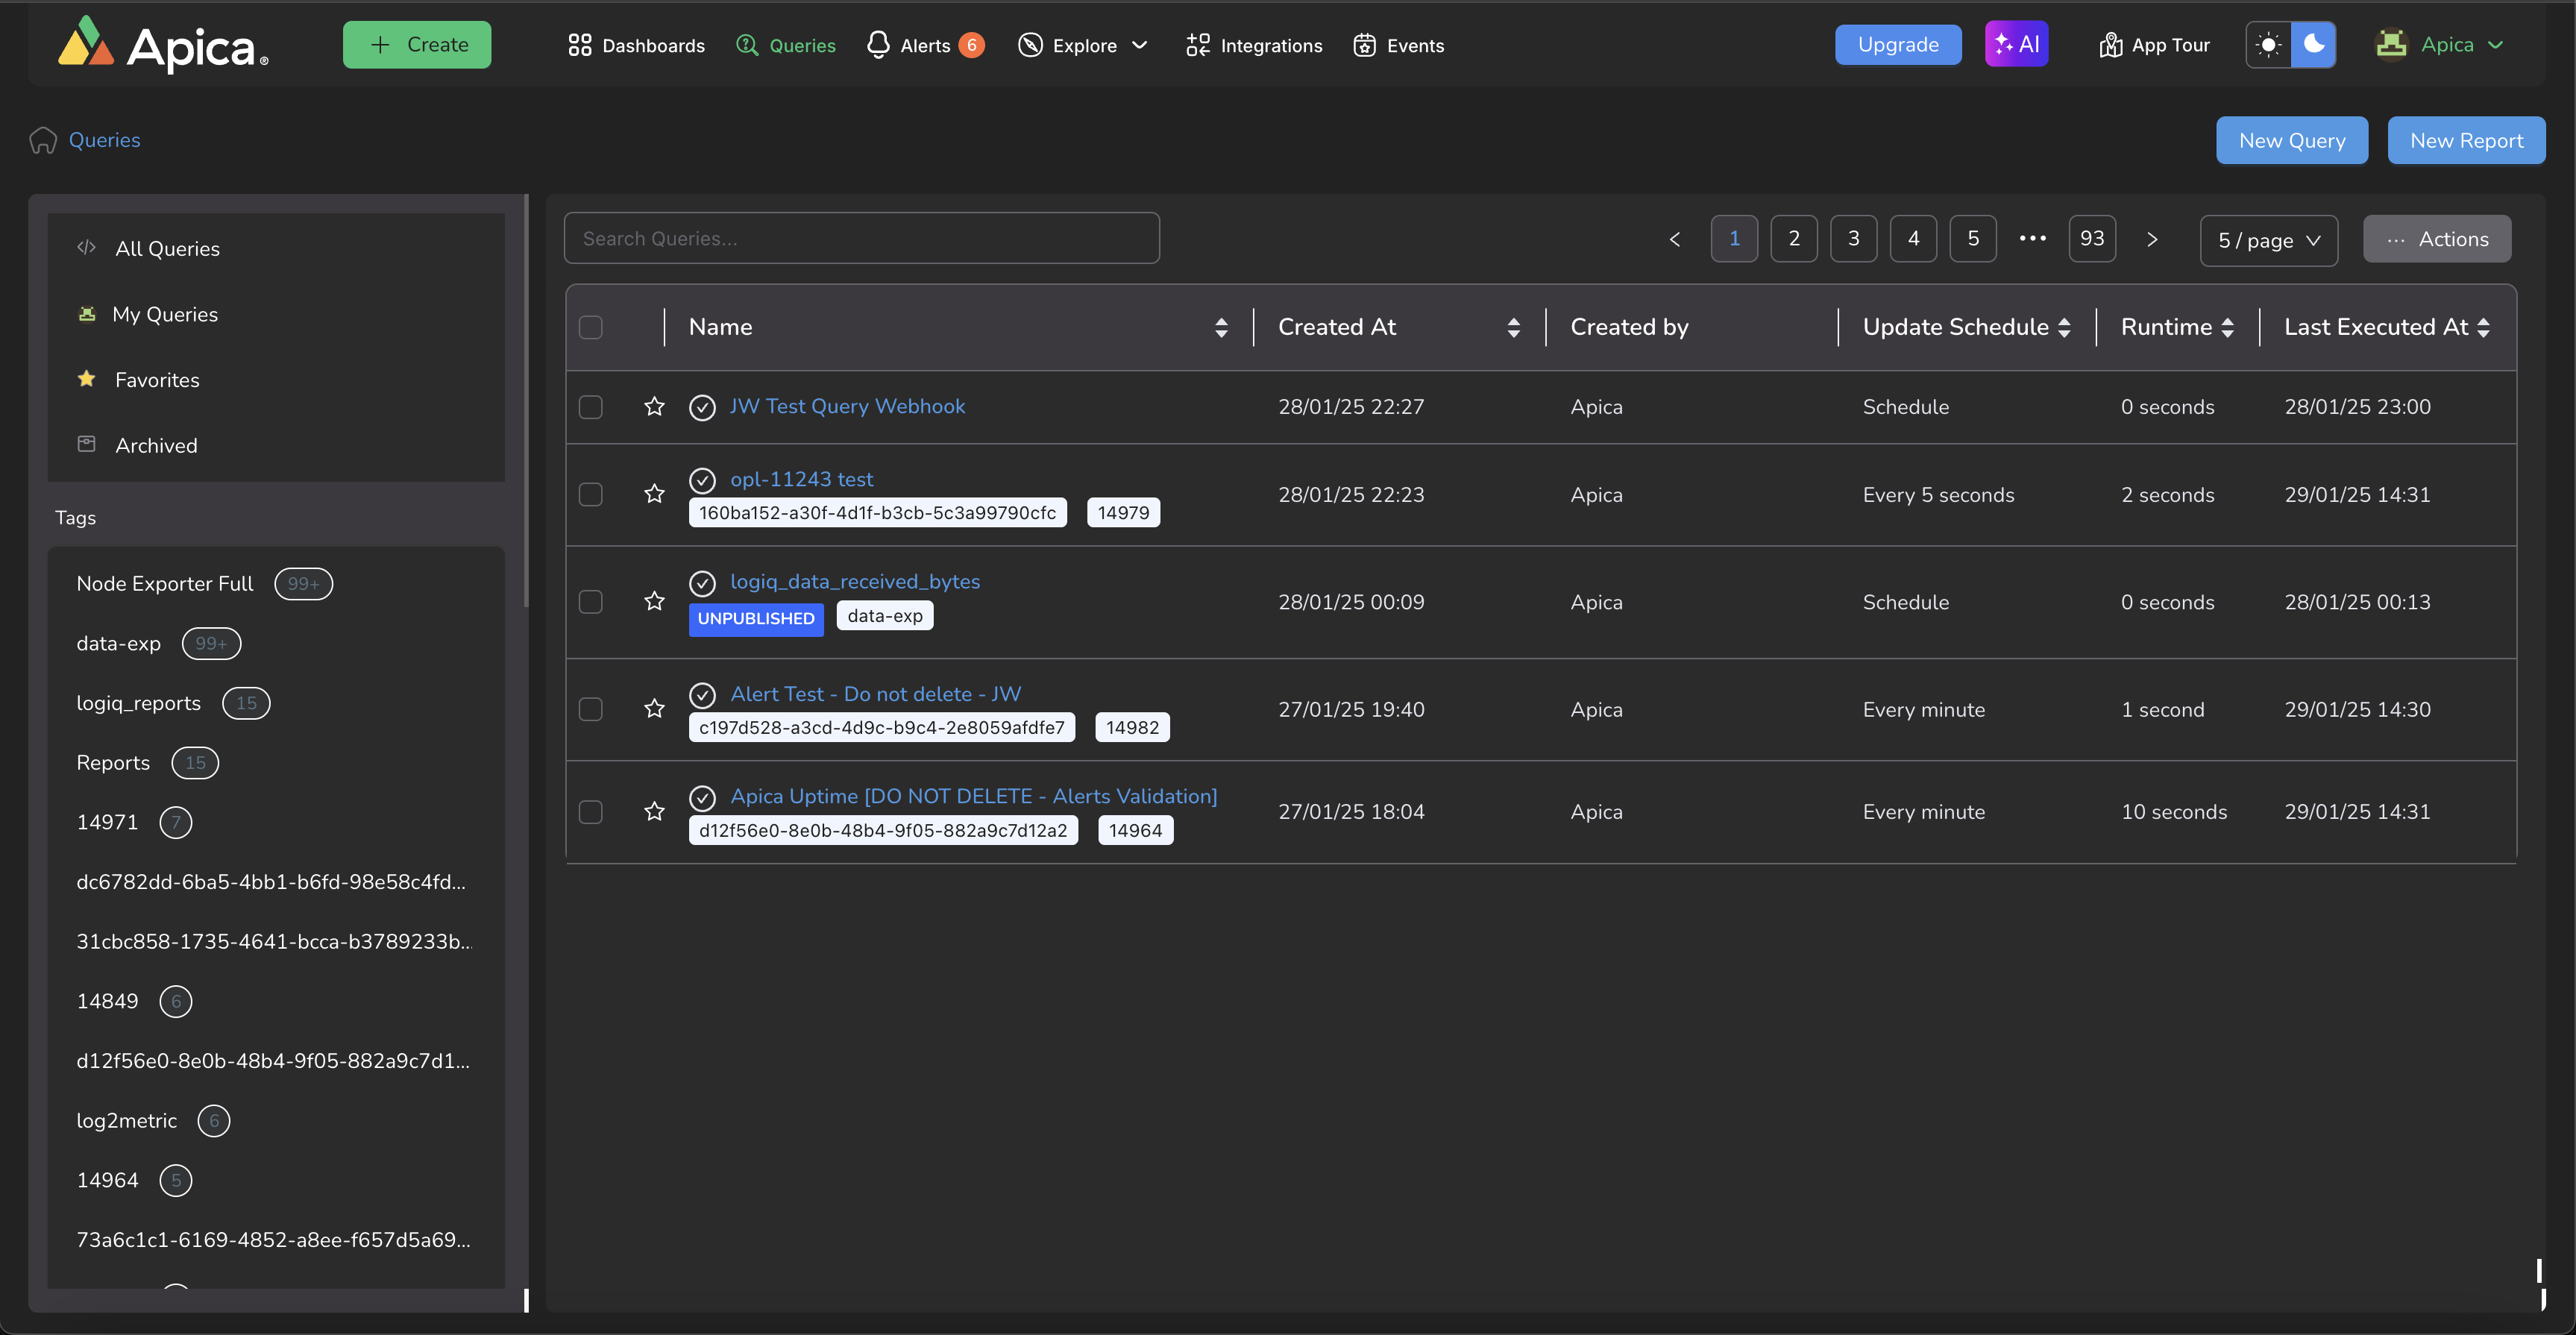 Apica®
+ Create
Dashboards
Queries
Alerts 6
Explore
Integrations
Events
Upgrade
AI
App Tour
Apica
Queries
New Query
New Report
All Queries
My Queries
Favorites
Archived
Tags
Node Exporter Full 99+
data-exp 99+
logiq_reports 15
Reports 15
14971 7
dc6782dd-6ba5-4bb1-b6fd-98e58c4fd...
31cbc858-1735-4641-bcca-b3789233b...
14849 6
d12f56e0-8e0b-48b4-9f05-882a9c7d1...
log2metric 6
14964 5
73a6c1c1-6169-4852-a8ee-f657d5a69...
Search Queries...
< 1 2 3 4 5 ••• 93 >
5 / page
··· Actions
Name Created At Created by Update Schedule Runtime Last Executed At
JW Test Query Webhook 28/01/25 22:27 Apica Schedule 0 seconds 28/01/25 23:00
opl-11243 test
160ba152-a30f-4d1f-b3cb-5c3a99790cfc 14979
28/01/25 22:23 Apica Every 5 seconds 2 seconds 29/01/25 14:31
logiq_data_received_bytes
UNPUBLISHED data-exp
28/01/25 00:09 Apica Schedule 0 seconds 28/01/25 00:13
Alert Test - Do not delete - JW
c197d528-a3cd-4d9c-b9c4-2e8059afdfe7 14982
27/01/25 19:40 Apica Every minute 1 second 29/01/25 14:30
Apica Uptime [DO NOT DELETE - Alerts Validation]
d12f56e0-8e0b-48b4-9f05-882a9c7d12a2 14964
27/01/25 18:04 Apica Every minute 10 seconds 29/01/25 14:31